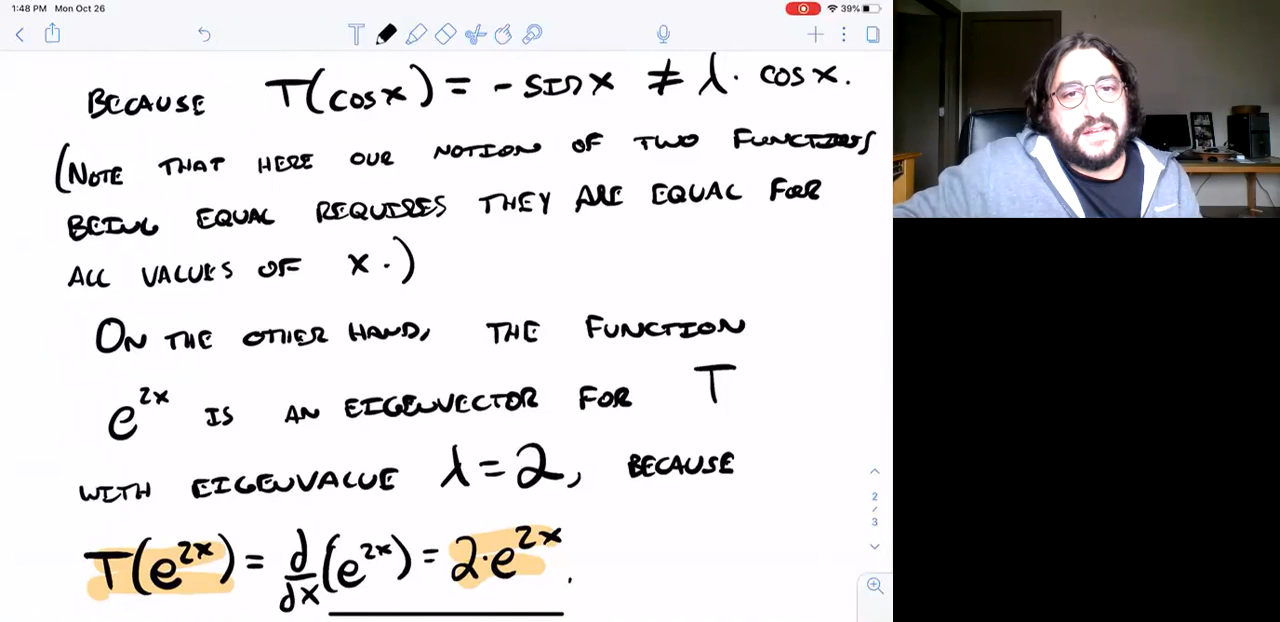 1:48 PM Mon Oct 26
39%
BECAUSE T(cosx) = - SIN X ≠ λ · cos x.
(NOTE THAT HERE OUR NOTION OF TWO FUNCTIONS
BEING EQUAL REQUIRES THEY ARE EQUAL FOR
ALL VALUES OF X.)
ON THE OTHER HAND, THE FUNCTION
e^{2x} IS AN EIGENVECTOR FOR T
WITH EIGENVALUE λ = 2, BECAUSE
T(e^{2x}) = d/dx (e^{2x}) = 2·e^{2x}.
2
/
3